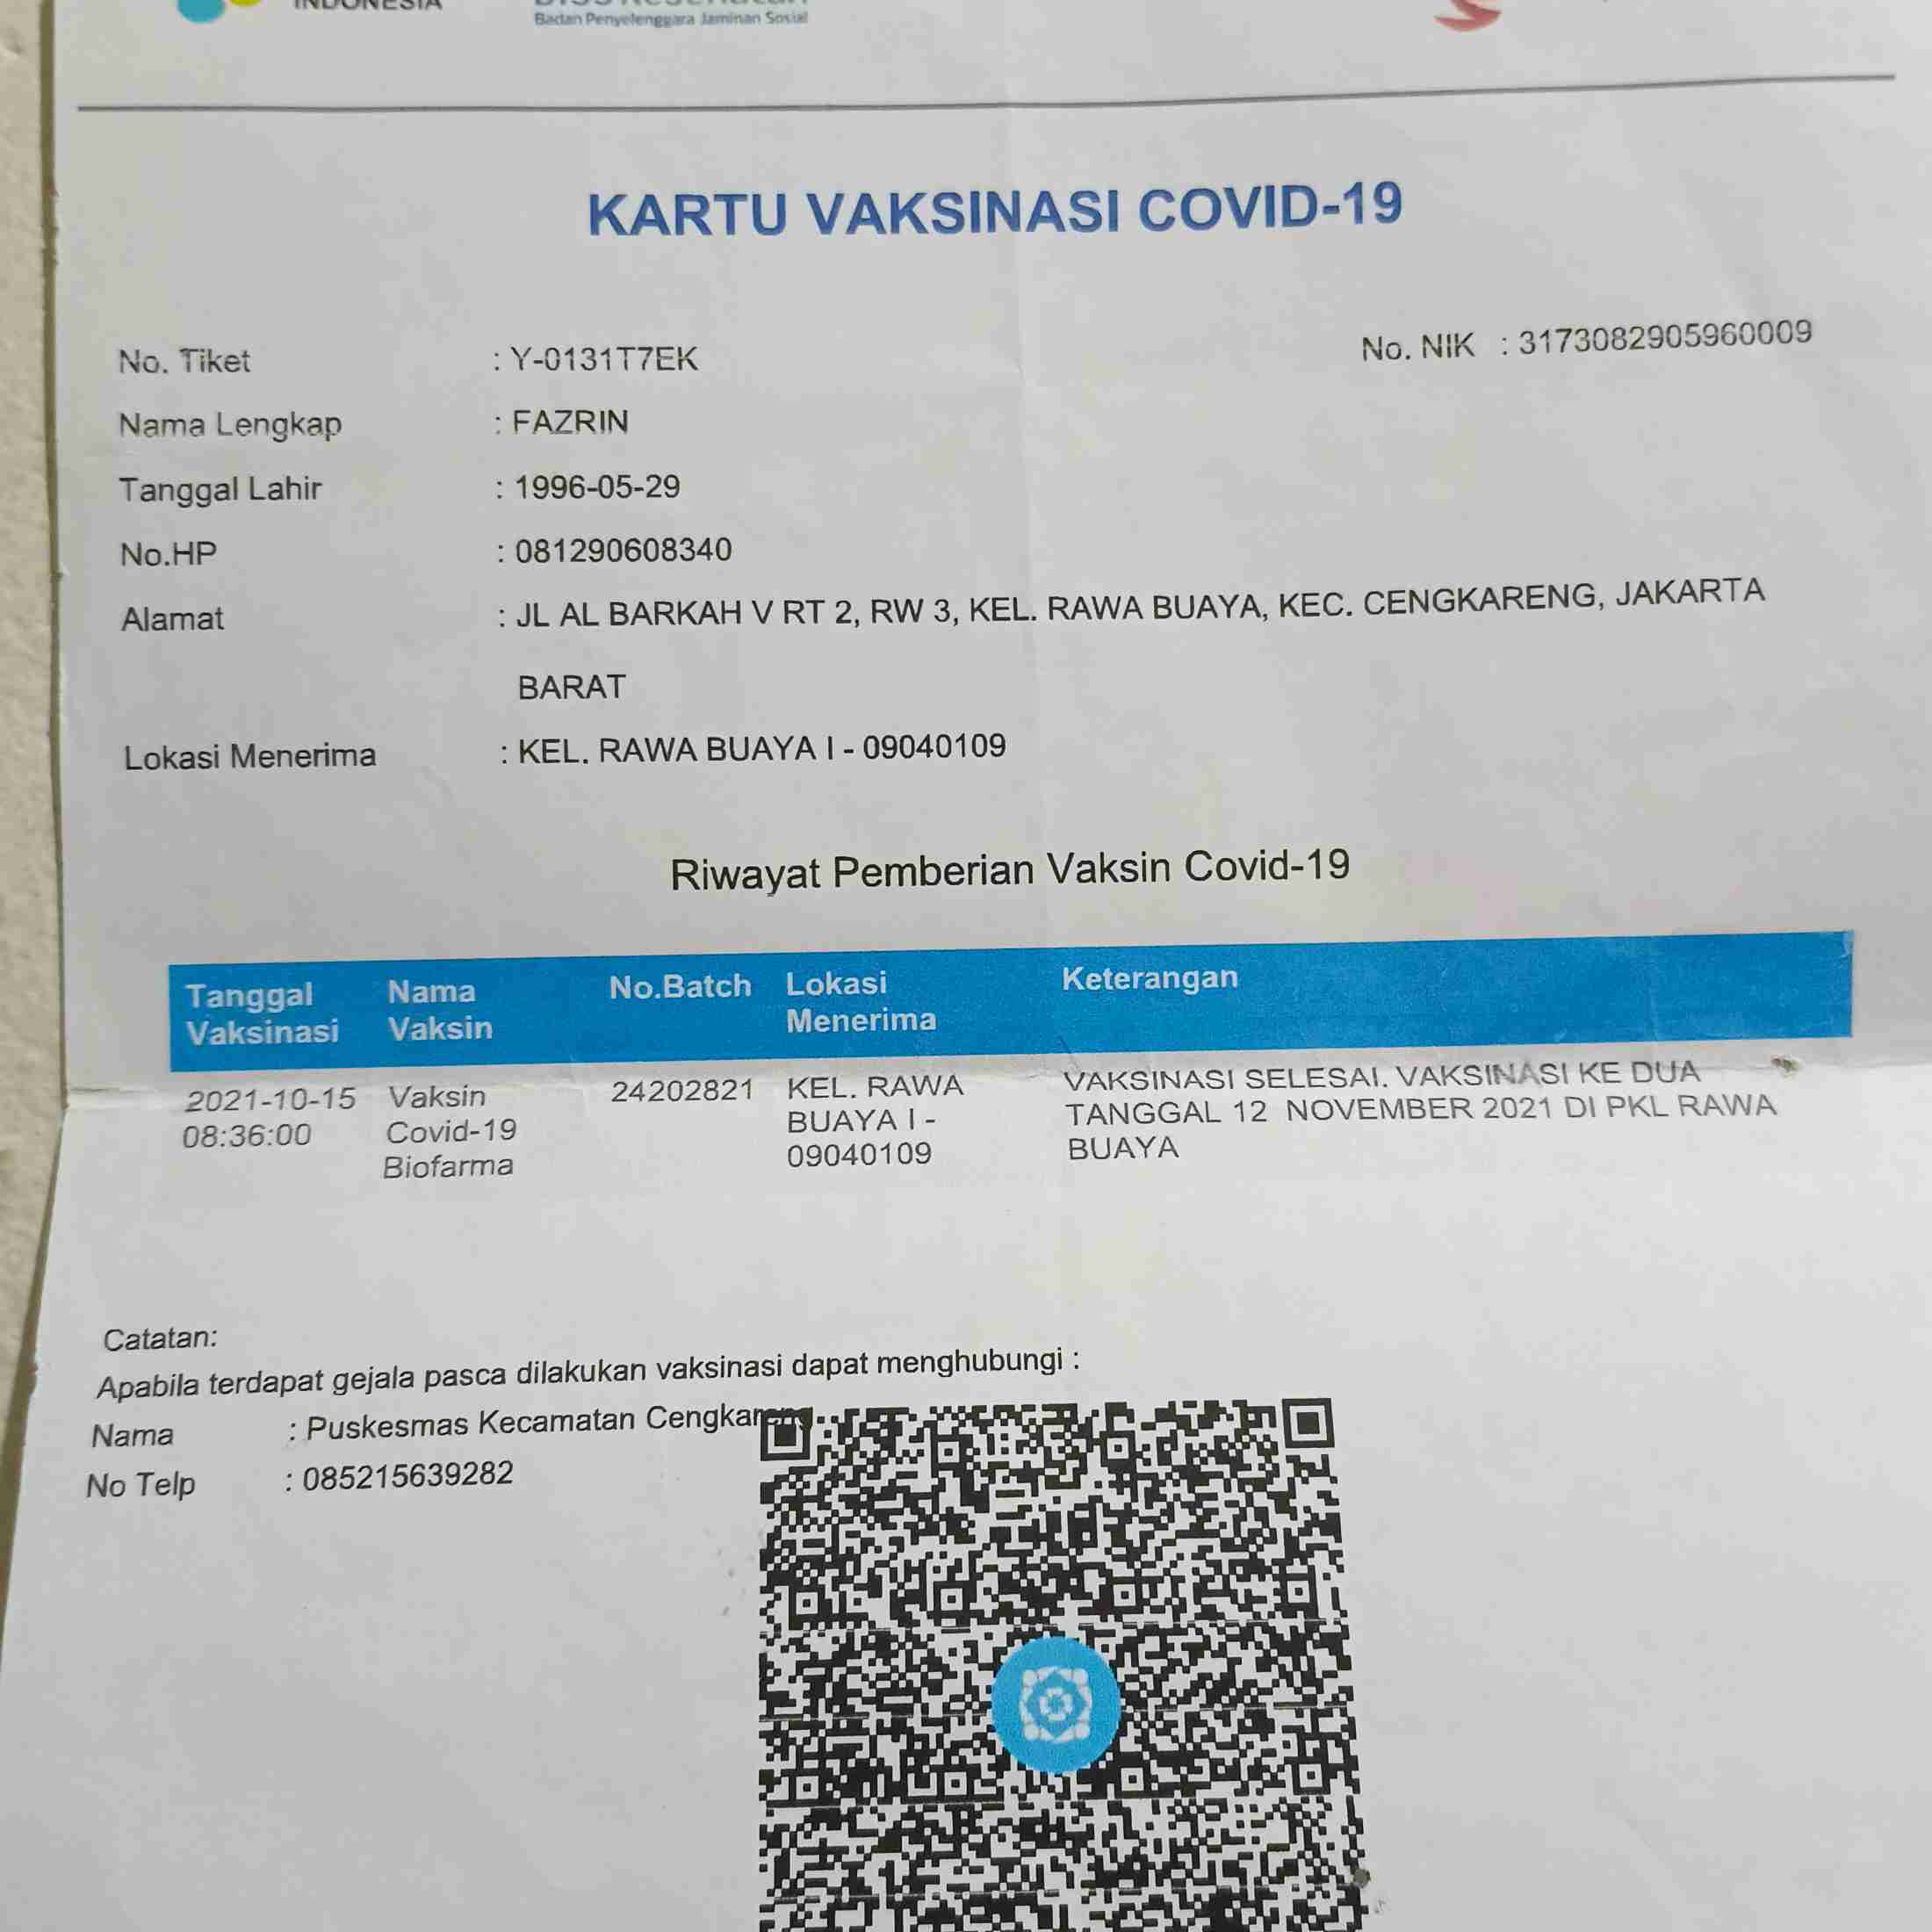 INDONESIA
Badan Penyelenggara Jaminan Sosial
KARTU VAKSINASI COVID-19
No. Tiket : Y-0131T7EK No. NIK : 3173082905960009
Nama Lengkap : FAZRIN
Tanggal Lahir : 1996-05-29
No.HP : 081290608340
Alamat : JL AL BARKAH V RT 2, RW 3, KEL. RAWA BUAYA, KEC. CENGKARENG, JAKARTA
BARAT
Lokasi Menerima : KEL. RAWA BUAYA I - 09040109
Riwayat Pemberian Vaksin Covid-19
Tanggal Nama No.Batch Lokasi Keterangan
Vaksinasi Vaksin Menerima
2021-10-15 Vaksin 24202821 KEL. RAWA VAKSINASI SELESAI. VAKSINASI KE DUA
08:36:00 Covid-19 BUAYA I - TANGGAL 12 NOVEMBER 2021 DI PKL RAWA
Biofarma 09040109 BUAYA
Catatan:
Apabila terdapat gejala pasca dilakukan vaksinasi dapat menghubungi :
Nama : Puskesmas Kecamatan Cengkareng
No Telp : 085215639282